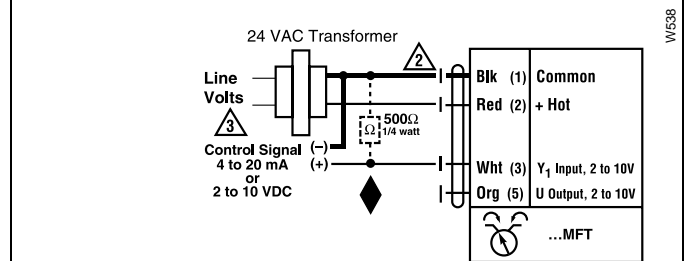 W538
24 VAC Transformer
2
Line
Volts
3
Blk (1) Common
Red (2) + Hot
Ω 500Ω
1/4 watt
Control Signal (–)
4 to 20 mA (+)
or
2 to 10 VDC
Wht (3) Y₁ Input, 2 to 10V
Org (5) U Output, 2 to 10V
...MFT